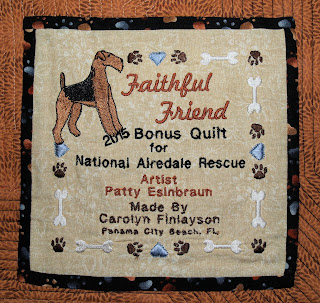 Faithful
Friend
2015 Bonus Quilt
for
National Airedale Rescue
Artist
Patty Eslnbraun
Made By
Carolyn Finlayson
Panama City Beach, FL